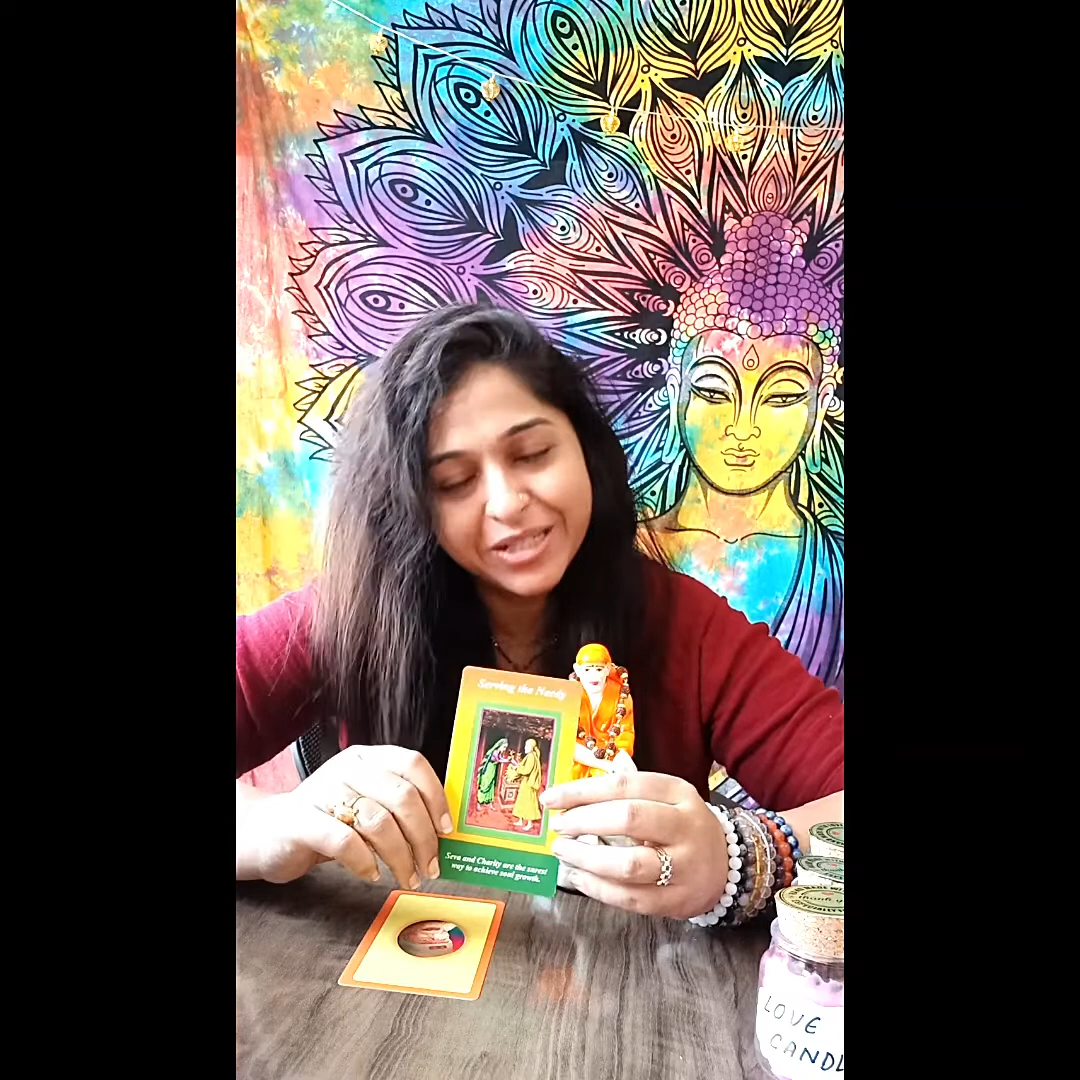 Serving the Needy
Seva and Charity are the surest
way to achieve soul growth.
LOVE
CANDL